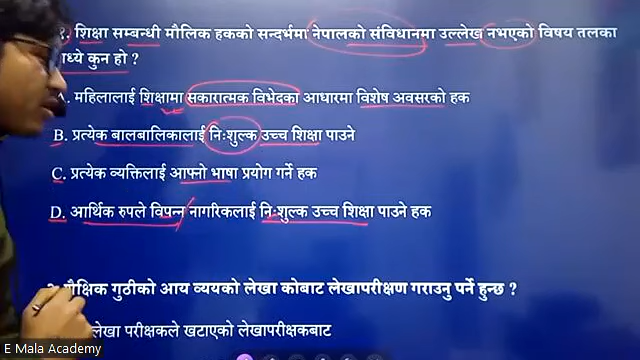 १. शिक्षा सम्बन्धी मौलिक हकको सन्दर्भमा नेपालको संविधानमा उल्लेख नभएको विषय तलका
मध्ये कुन हो ?
A. महिलालाई शिक्षामा सकारात्मक विभेदका आधारमा विशेष अवसरको हक
B. प्रत्येक बालबालिकालाई निःशुल्क उच्च शिक्षा पाउने
C. प्रत्येक व्यक्तिलाई आफ्नो भाषा प्रयोग गर्ने हक
D. आर्थिक रुपले विपन्न नागरिकलाई निःशुल्क उच्च शिक्षा पाउने हक
शैक्षिक गुठीको आय व्ययको लेखा कोबाट लेखापरीक्षण गराउनु पर्ने हुन्छ ?
लेखा परीक्षकले खटाएको लेखापरीक्षकबाट
E Mala Academy